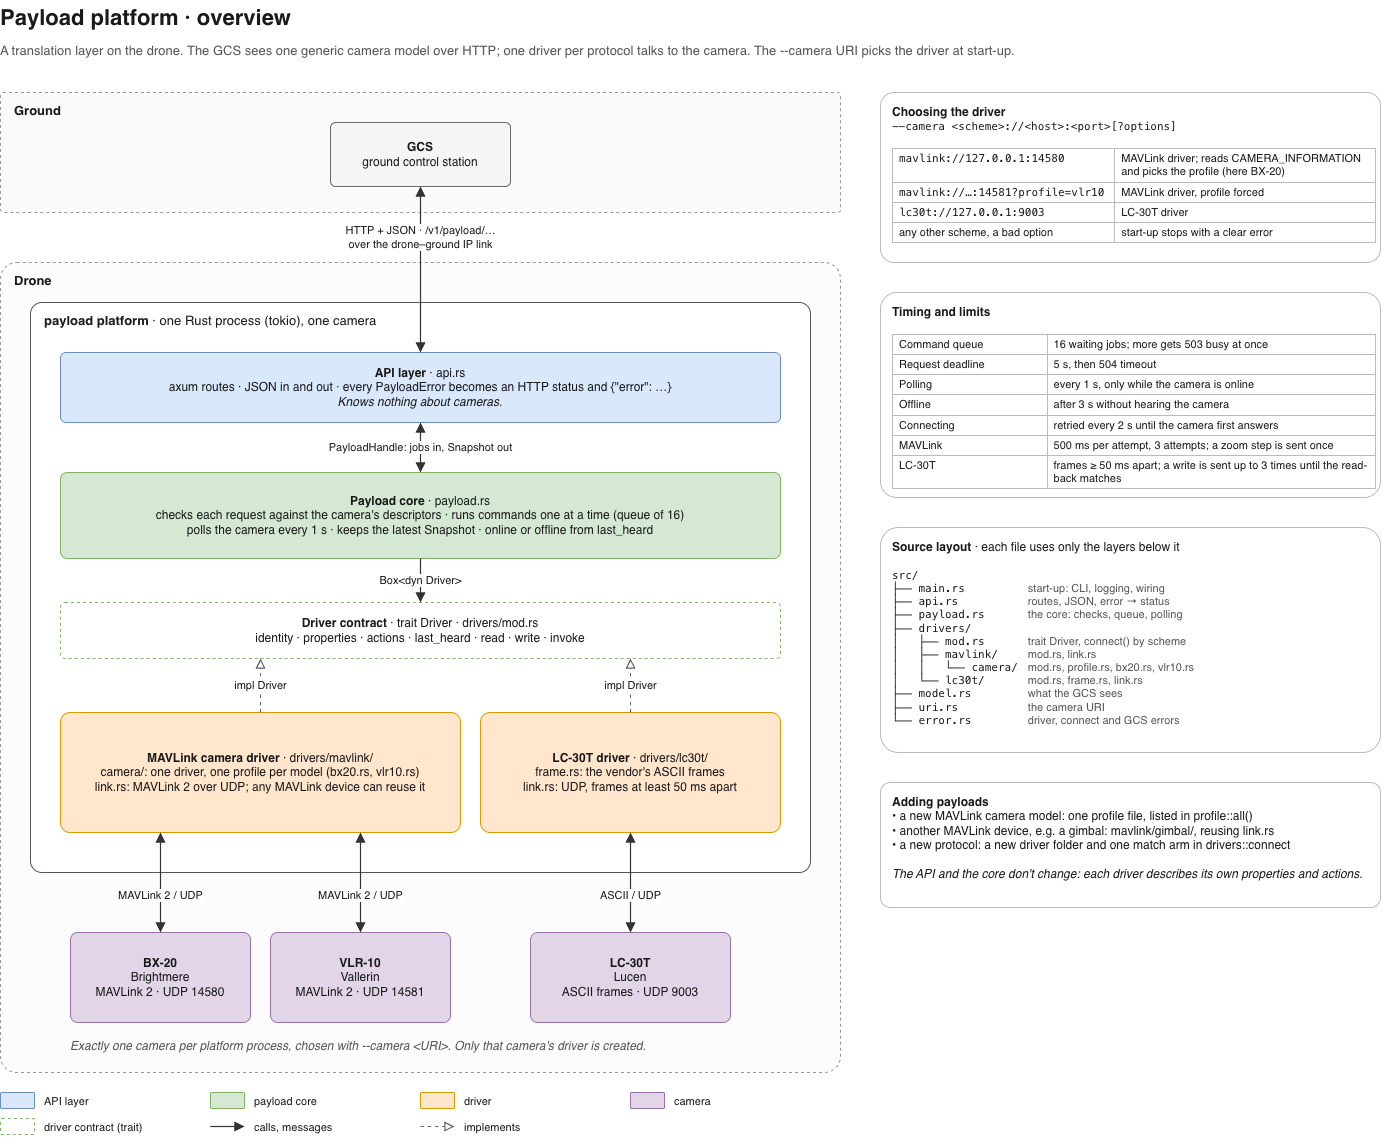 Payload platform · overview
A translation layer on the drone. The GCS sees one generic camera model over HTTP; one driver per protocol talks to the camera. The --camera URI picks the driver at start-up.
Ground
GCS
ground control station
HTTP + JSON · /v1/payload/…
over the drone–ground IP link
Drone
payload platform · one Rust process (tokio), one camera
API layer · api.rs
axum routes · JSON in and out · every PayloadError becomes an HTTP status and {"error": …}
Knows nothing about cameras.
PayloadHandle: jobs in, Snapshot out
Payload core · payload.rs
checks each request against the camera's descriptors · runs commands one at a time (queue of 16)
polls the camera every 1 s · keeps the latest Snapshot · online or offline from last_heard
Box<dyn Driver>
Driver contract · trait Driver · drivers/mod.rs
identity · properties · actions · last_heard · read · write · invoke
impl Driver
impl Driver
MAVLink camera driver · drivers/mavlink/
camera/: one driver, one profile per model (bx20.rs, vlr10.rs)
link.rs: MAVLink 2 over UDP; any MAVLink device can reuse it
LC-30T driver · drivers/lc30t/
frame.rs: the vendor's ASCII frames
link.rs: UDP, frames at least 50 ms apart
MAVLink 2 / UDP
MAVLink 2 / UDP
ASCII / UDP
BX-20
Brightmere
MAVLink 2 · UDP 14580
VLR-10
Vallerin
MAVLink 2 · UDP 14581
LC-30T
Lucen
ASCII frames · UDP 9003
Exactly one camera per platform process, chosen with --camera <URI>. Only that camera's driver is created.
API layer
payload core
driver
camera
driver contract (trait)
calls, messages
implements
Choosing the driver
--camera <scheme>://<host>:<port>[?options]
mavlink://127.0.0.1:14580
MAVLink driver; reads CAMERA_INFORMATION
and picks the profile (here BX-20)
mavlink://…:14581?profile=vlr10
MAVLink driver, profile forced
lc30t://127.0.0.1:9003
LC-30T driver
any other scheme, a bad option
start-up stops with a clear error
Timing and limits
Command queue
16 waiting jobs; more gets 503 busy at once
Request deadline
5 s, then 504 timeout
Polling
every 1 s, only while the camera is online
Offline
after 3 s without hearing the camera
Connecting
retried every 2 s until the camera first answers
MAVLink
500 ms per attempt, 3 attempts; a zoom step is sent once
LC-30T
frames ≥ 50 ms apart; a write is sent up to 3 times until the read-
back matches
Source layout · each file uses only the layers below it
src/
├── main.rs start-up: CLI, logging, wiring
├── api.rs routes, JSON, error → status
├── payload.rs the core: checks, queue, polling
├── drivers/
│ ├── mod.rs trait Driver, connect() by scheme
│ ├── mavlink/ mod.rs, link.rs
│ │ └── camera/ mod.rs, profile.rs, bx20.rs, vlr10.rs
│ └── lc30t/ mod.rs, frame.rs, link.rs
├── model.rs what the GCS sees
├── uri.rs the camera URI
└── error.rs driver, connect and GCS errors
Adding payloads
• a new MAVLink camera model: one profile file, listed in profile::all()
• another MAVLink device, e.g. a gimbal: mavlink/gimbal/, reusing link.rs
• a new protocol: a new driver folder and one match arm in drivers::connect
The API and the core don't change: each driver describes its own properties and actions.